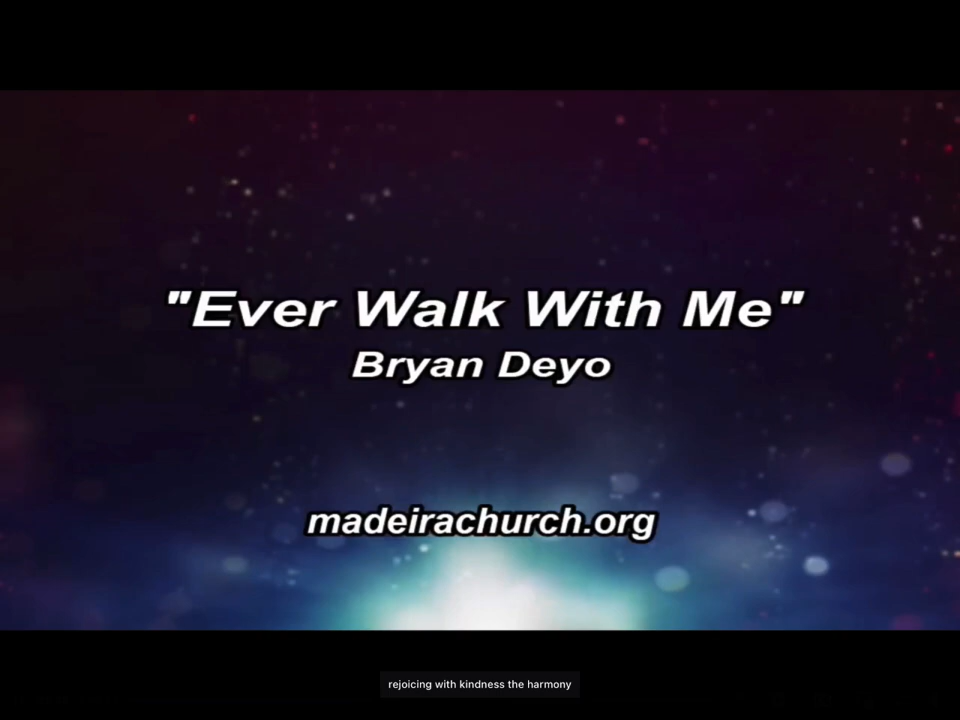 "Ever Walk With Me"
Bryan Deyo
madeirachurch.org
rejoicing with kindness the harmony